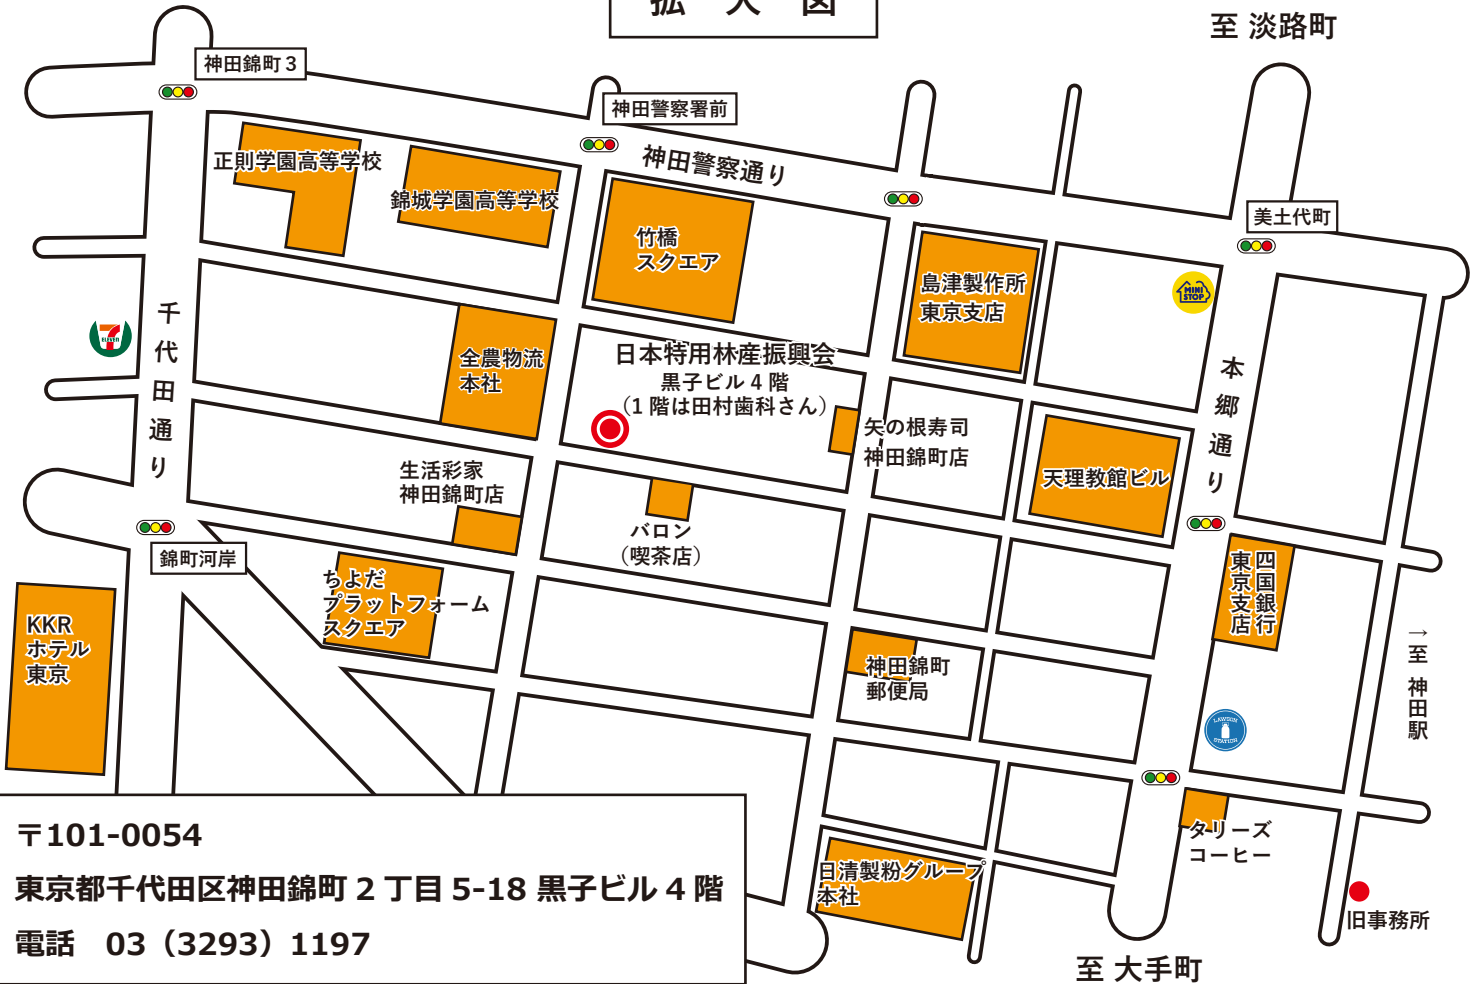 拡 大 図
至 淡路町
神田錦町３
神田警察署前
神田警察通り
美土代町
正則学園高等学校
錦城学園高等学校
竹橋
スクエア
島津製作所
東京支店
MINI
STOP
千代田通り
7
ELEVEN
全農物流
本社
日本特用林産振興会
黒子ビル 4 階
（1 階は田村歯科さん）
矢の根寿司
神田錦町店
本郷通り
天理教館ビル
生活彩家
神田錦町店
バロン
（喫茶店）
錦町河岸
ちよだ
プラットフォーム
スクエア
KKR
ホテル
東京
四国銀行
東京支店
神田錦町
郵便局
→至 神田駅
LAWSON
STATION
タリーズ
コーヒー
日清製粉グループ
本社
旧事務所
至 大手町
〒101-0054
東京都千代田区神田錦町 2 丁目 5-18 黒子ビル 4 階
電話　03（3293）1197